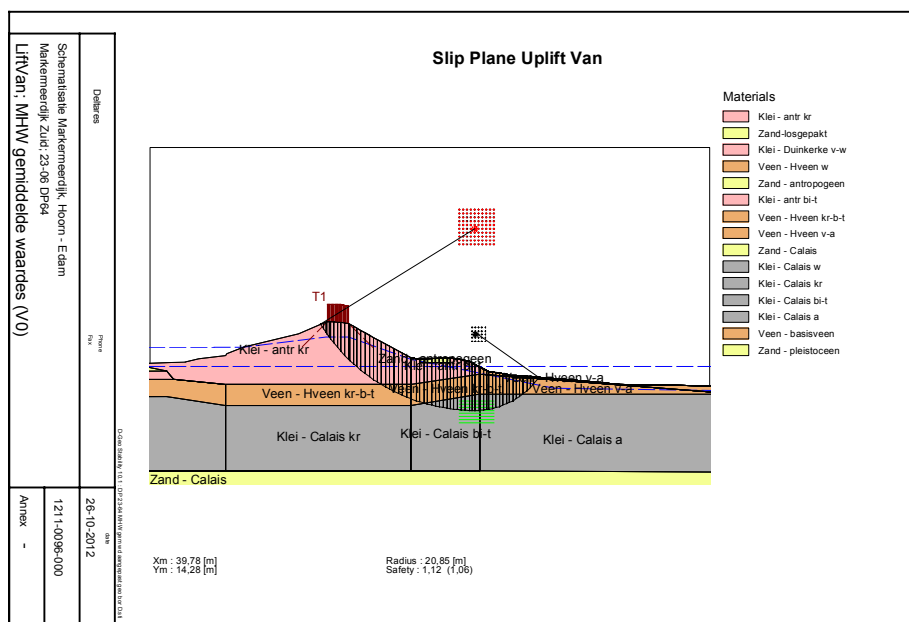 Slip Plane Uplift Van
Materials
Klei - antr kr
Zand-losgepakt
Klei - Duinkerke v-w
Veen - Hveen w
Zand - antropogeen
Klei - antr bi-t
Veen - Hveen kr-b-t
Veen - Hveen v-a
Zand - Calais
Klei - Calais w
Klei - Calais kr
Klei - Calais bi-t
Klei - Calais a
Veen - basisveen
Zand - pleistoceen
T1
Klei - antr kr
Zand - antropogeen
Hveen v-a
Veen - Hveen kr-b-t
Veen - Hveen kr-b-t
Veen - Hveen v-a
Klei - Calais kr
Klei - Calais bi-t
Klei - Calais a
Zand - Calais
Xm : 39,78 [m]
Ym : 14,28 [m]
Radius : 20,85 [m]
Safety : 1,12 (1,06)
Deltares
Phone
Fax
Schematisatie Markermeerdijk, Hoorn - Edam
Markermeerdijk Zuid; 23-06 DP64
LiftVan; MHW gemiddelde waardes (V0)
date
26-10-2012
1211-0096-000
Annex -